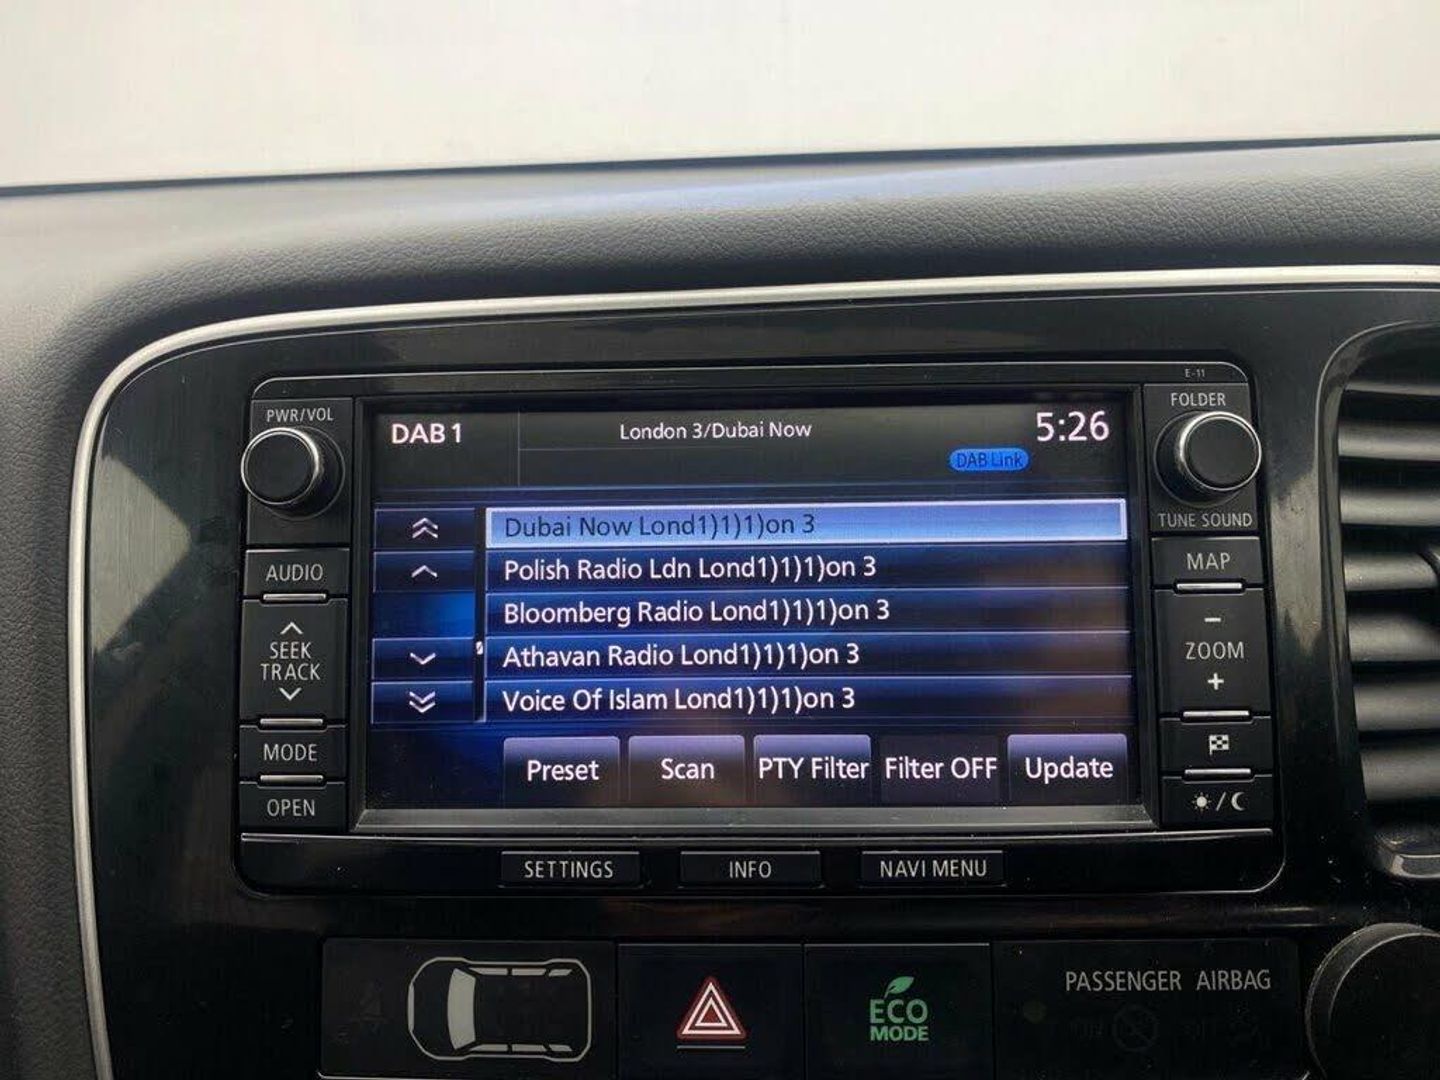 E-11
PWR/VOL
FOLDER
DAB 1
London 3/Dubai Now
5:26
DAB Link
TUNE SOUND
Dubai Now Lond1)1)1)on 3
Polish Radio Ldn Lond1)1)1)on 3
Bloomberg Radio Lond1)1)1)on 3
Athavan Radio Lond1)1)1)on 3
Voice Of Islam Lond1)1)1)on 3
AUDIO
SEEK
TRACK
MODE
OPEN
MAP
−
ZOOM
+
Preset
Scan
PTY Filter
Filter OFF
Update
SETTINGS
INFO
NAVI MENU
ECO
MODE
PASSENGER AIRBAG